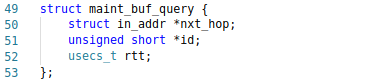 49 struct maint_buf_query {
50     struct in_addr *nxt_hop;
51     unsigned short *id;
52     usecs_t rtt;
53 };